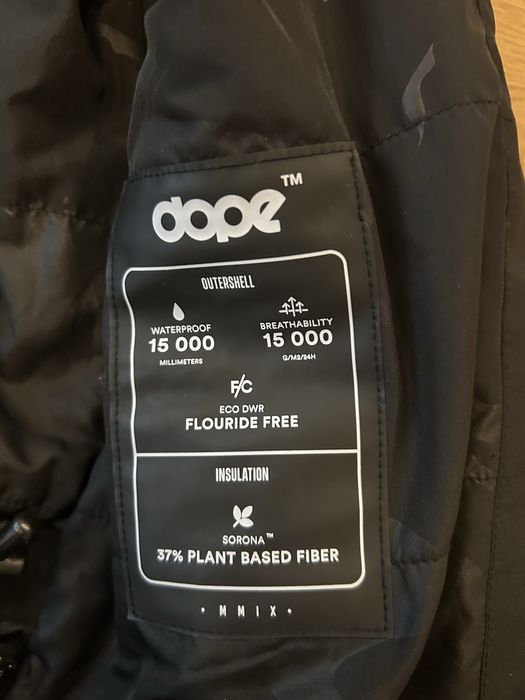 dope™
OUTERSHELL
WATERPROOF
15 000
MILLIMETERS
BREATHABILITY
15 000
G/M2/24H
F/C
ECO DWR
FLOURIDE FREE
INSULATION
SORONA™
37% PLANT BASED FIBER
• M M I X •